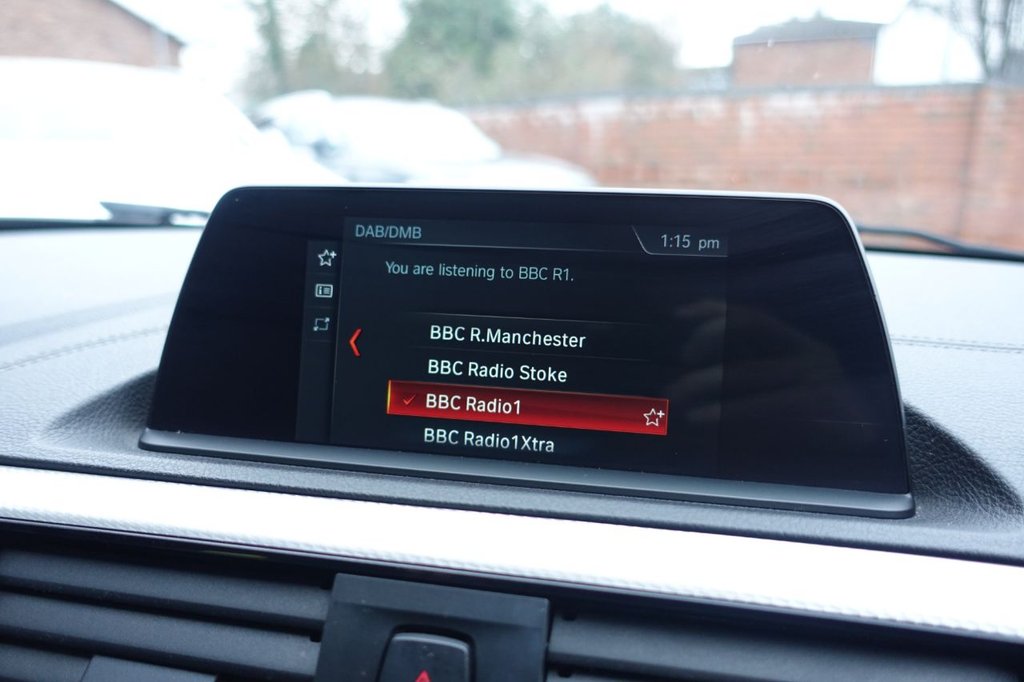 DAB/DMB
1:15 pm
You are listening to BBC R1.
BBC R.Manchester
BBC Radio Stoke
BBC Radio1
BBC Radio1Xtra